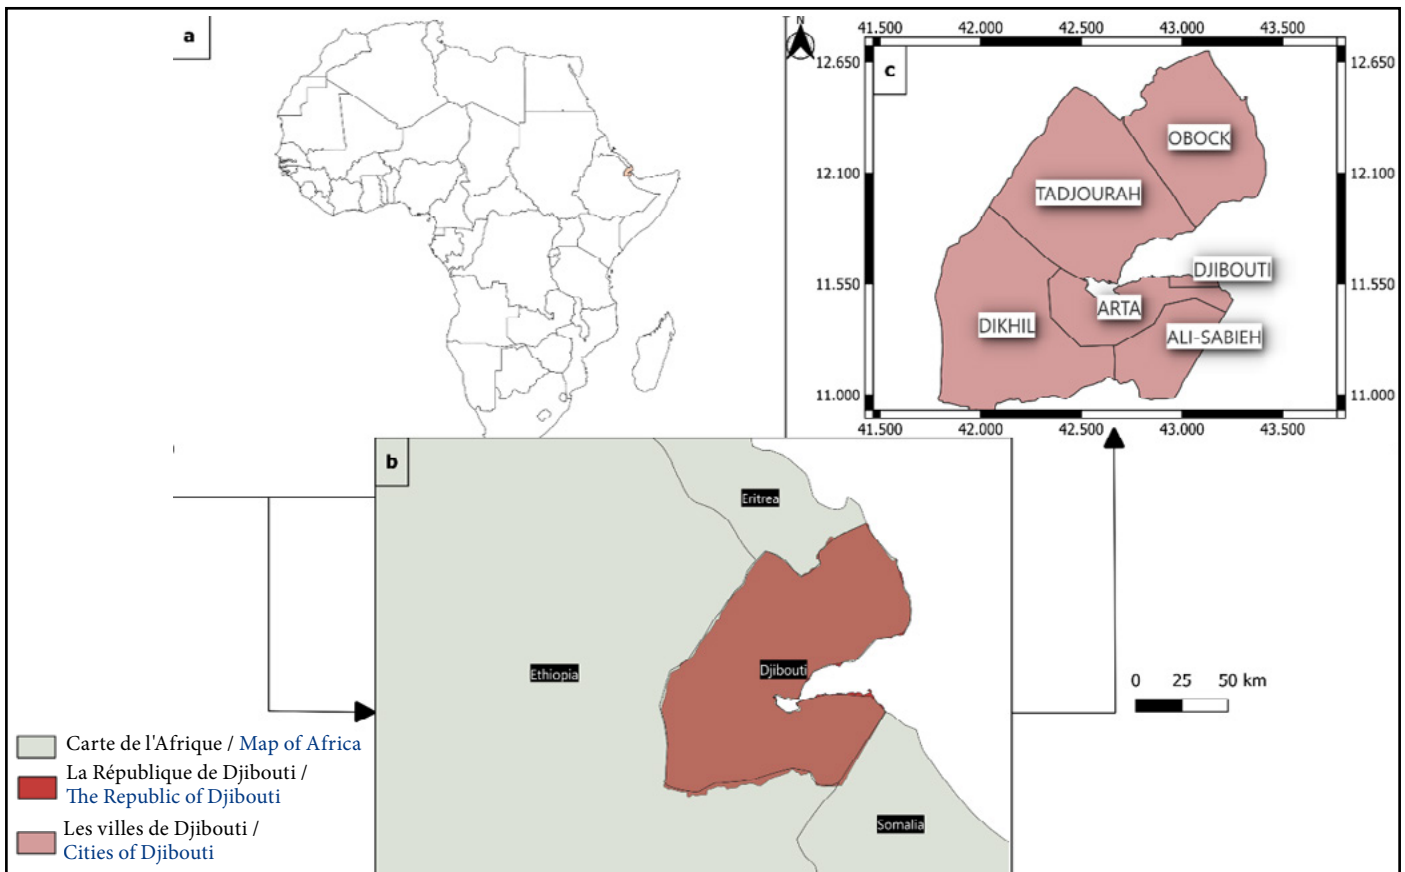 a
N
41.500 42.000 42.500 43.000 43.500
12.650 12.650
c
OBOCK
12.100 12.100
TADJOURAH
DJIBOUTI
11.550 11.550
ARTA
DIKHIL
ALI-SABIEH
11.000 11.000
41.500 42.000 42.500 43.000 43.500
b
Eritrea
Ethiopia
Djibouti
Somalia
0 25 50 km
Carte de l'Afrique / Map of Africa
La République de Djibouti /
The Republic of Djibouti
Les villes de Djibouti /
Cities of Djibouti